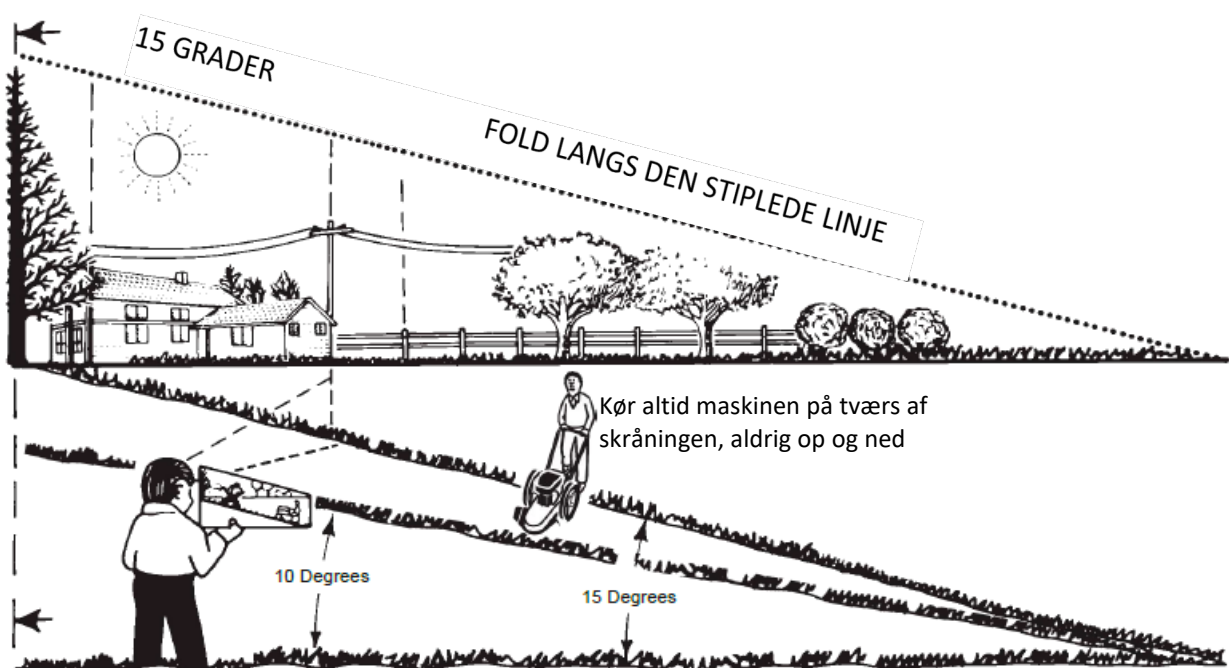 15 GRADER
FOLD LANGS DEN STIPLEDE LINJE
Kør altid maskinen på tværs af
skråningen, aldrig op og ned
10 Degrees
15 Degrees